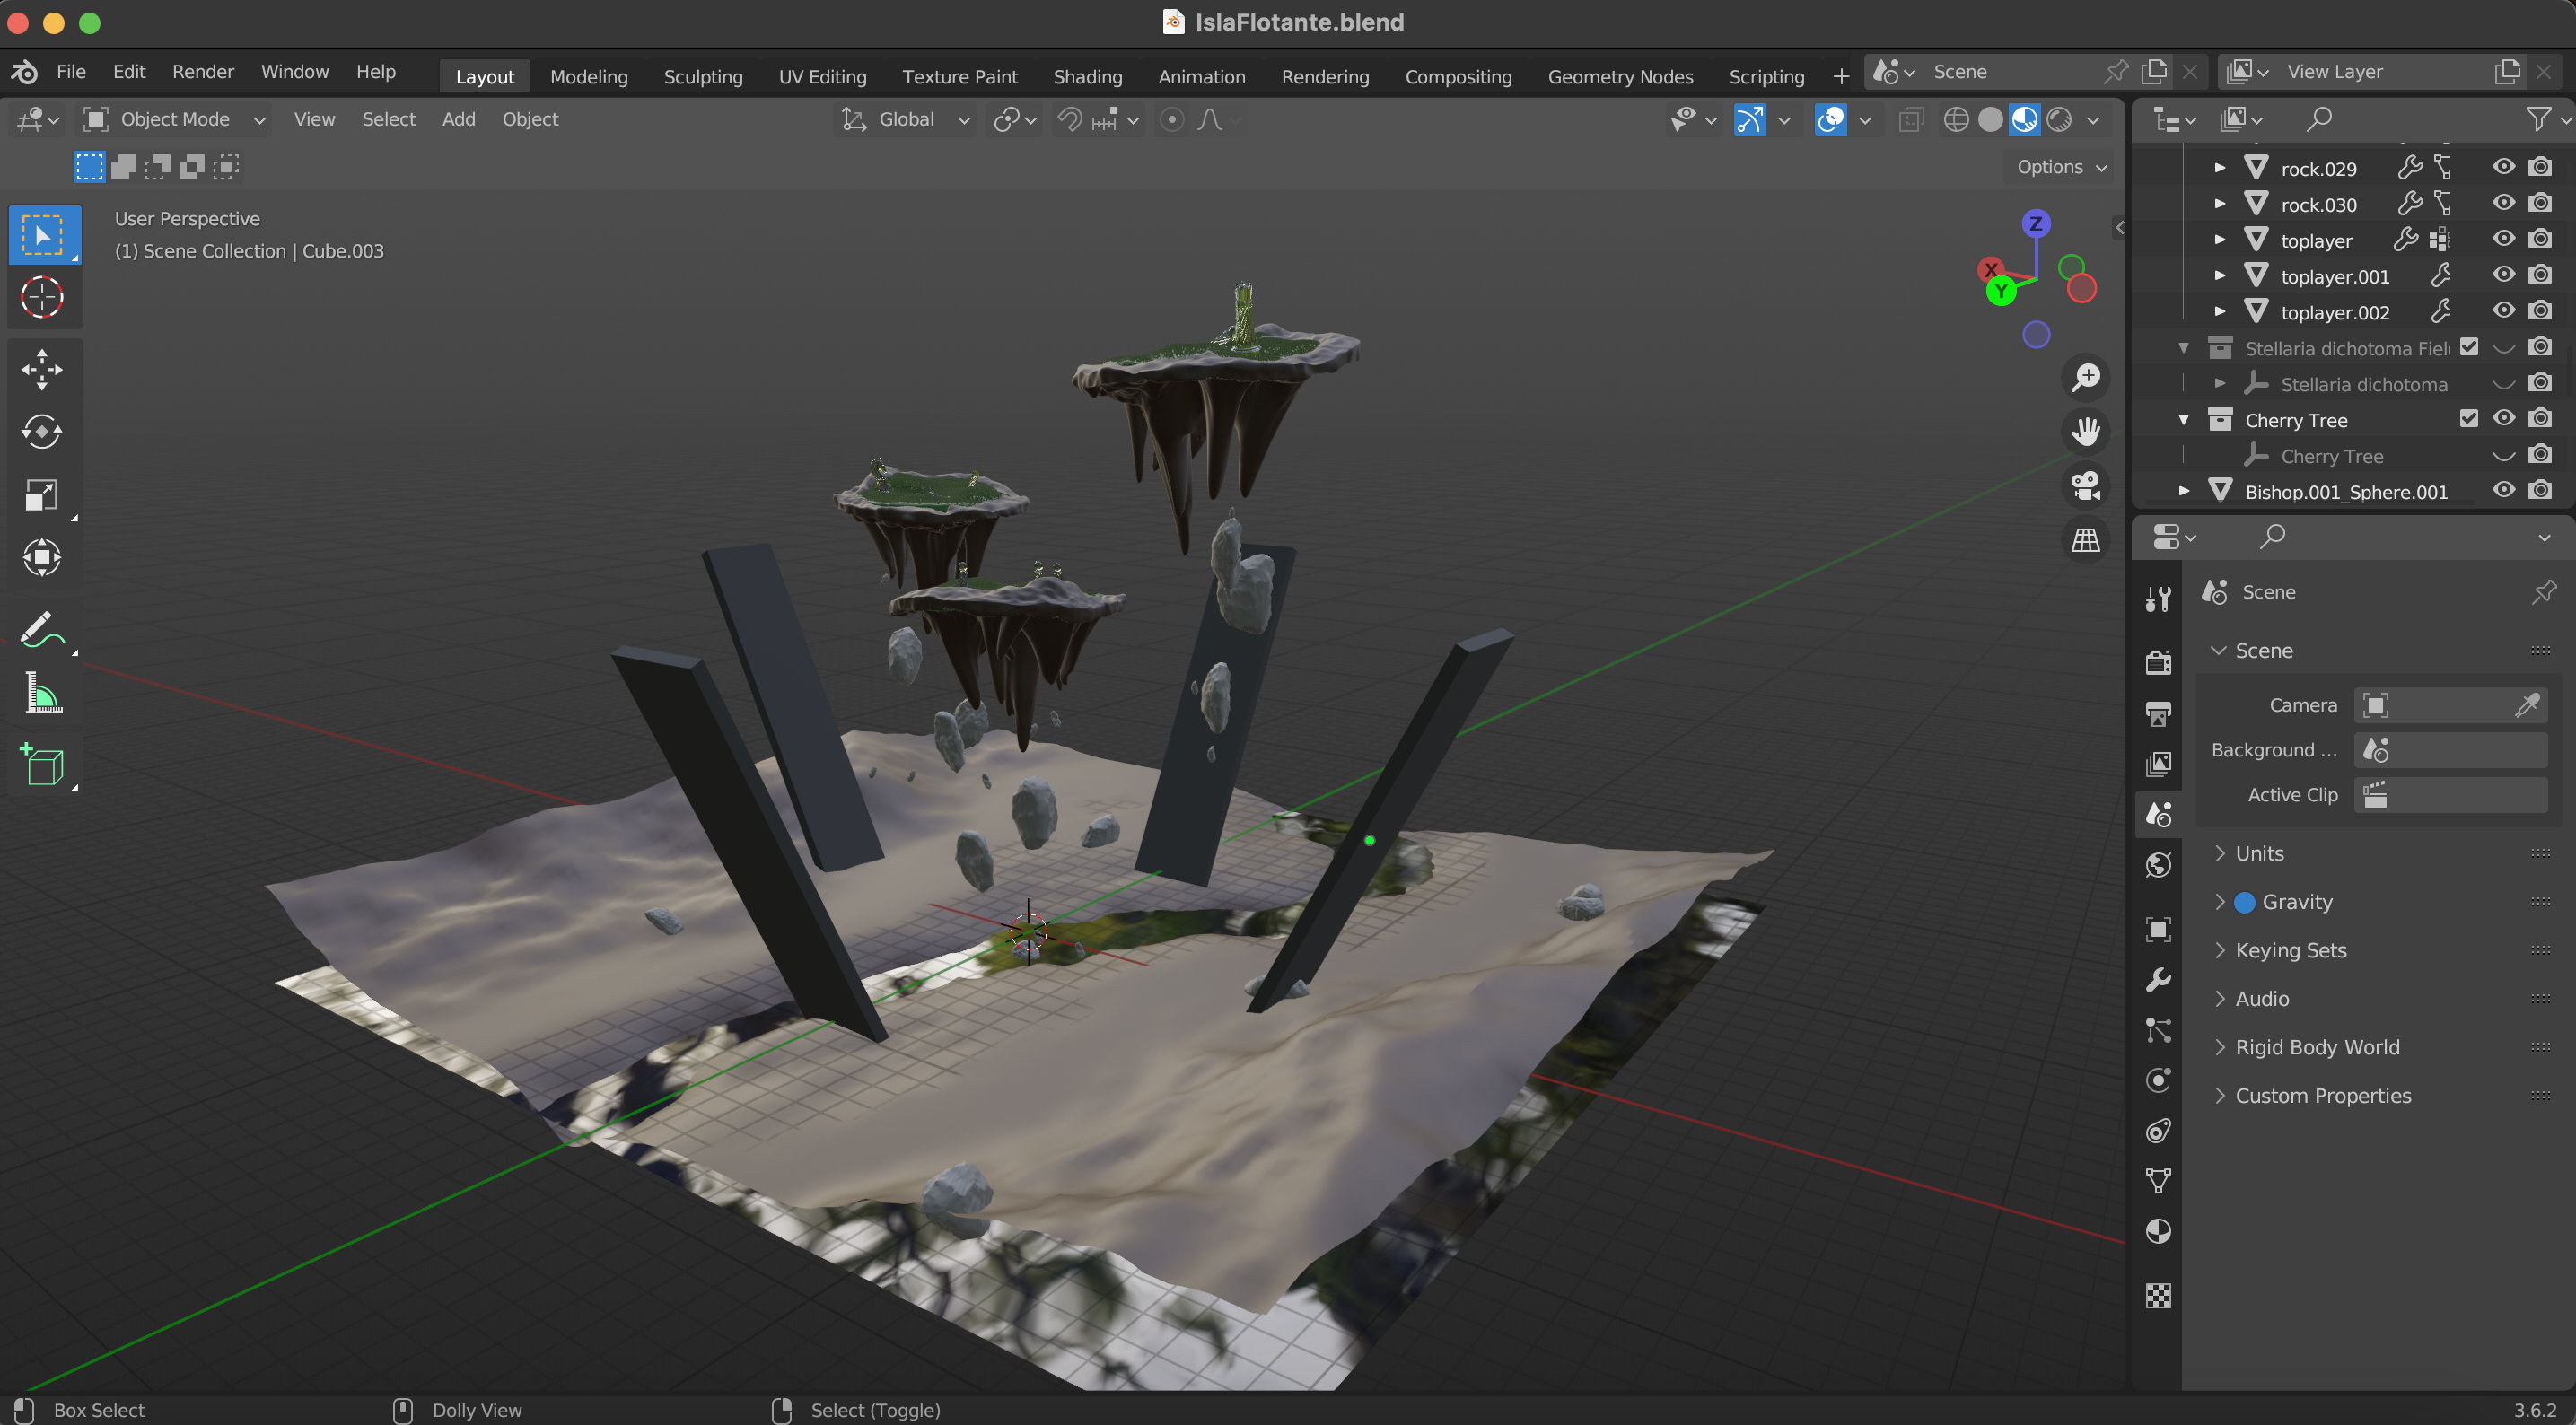 IslaFlotante.blend
File Edit Render Window Help Layout Modeling Sculpting UV Editing Texture Paint Shading Animation Rendering Compositing Geometry Nodes Scripting + Scene View Layer
Object Mode View Select Add Object Global
Options
User Perspective
(1) Scene Collection | Cube.003
Z
X
Y
rock.029
rock.030
toplayer
toplayer.001
toplayer.002
Stellaria dichotoma Fiel
Stellaria dichotoma
Cherry Tree
Cherry Tree
Bishop.001_Sphere.001
Scene
Scene
Camera
Background ...
Active Clip
Units
Gravity
Keying Sets
Audio
Rigid Body World
Custom Properties
Box Select Dolly View Select (Toggle) 3.6.2